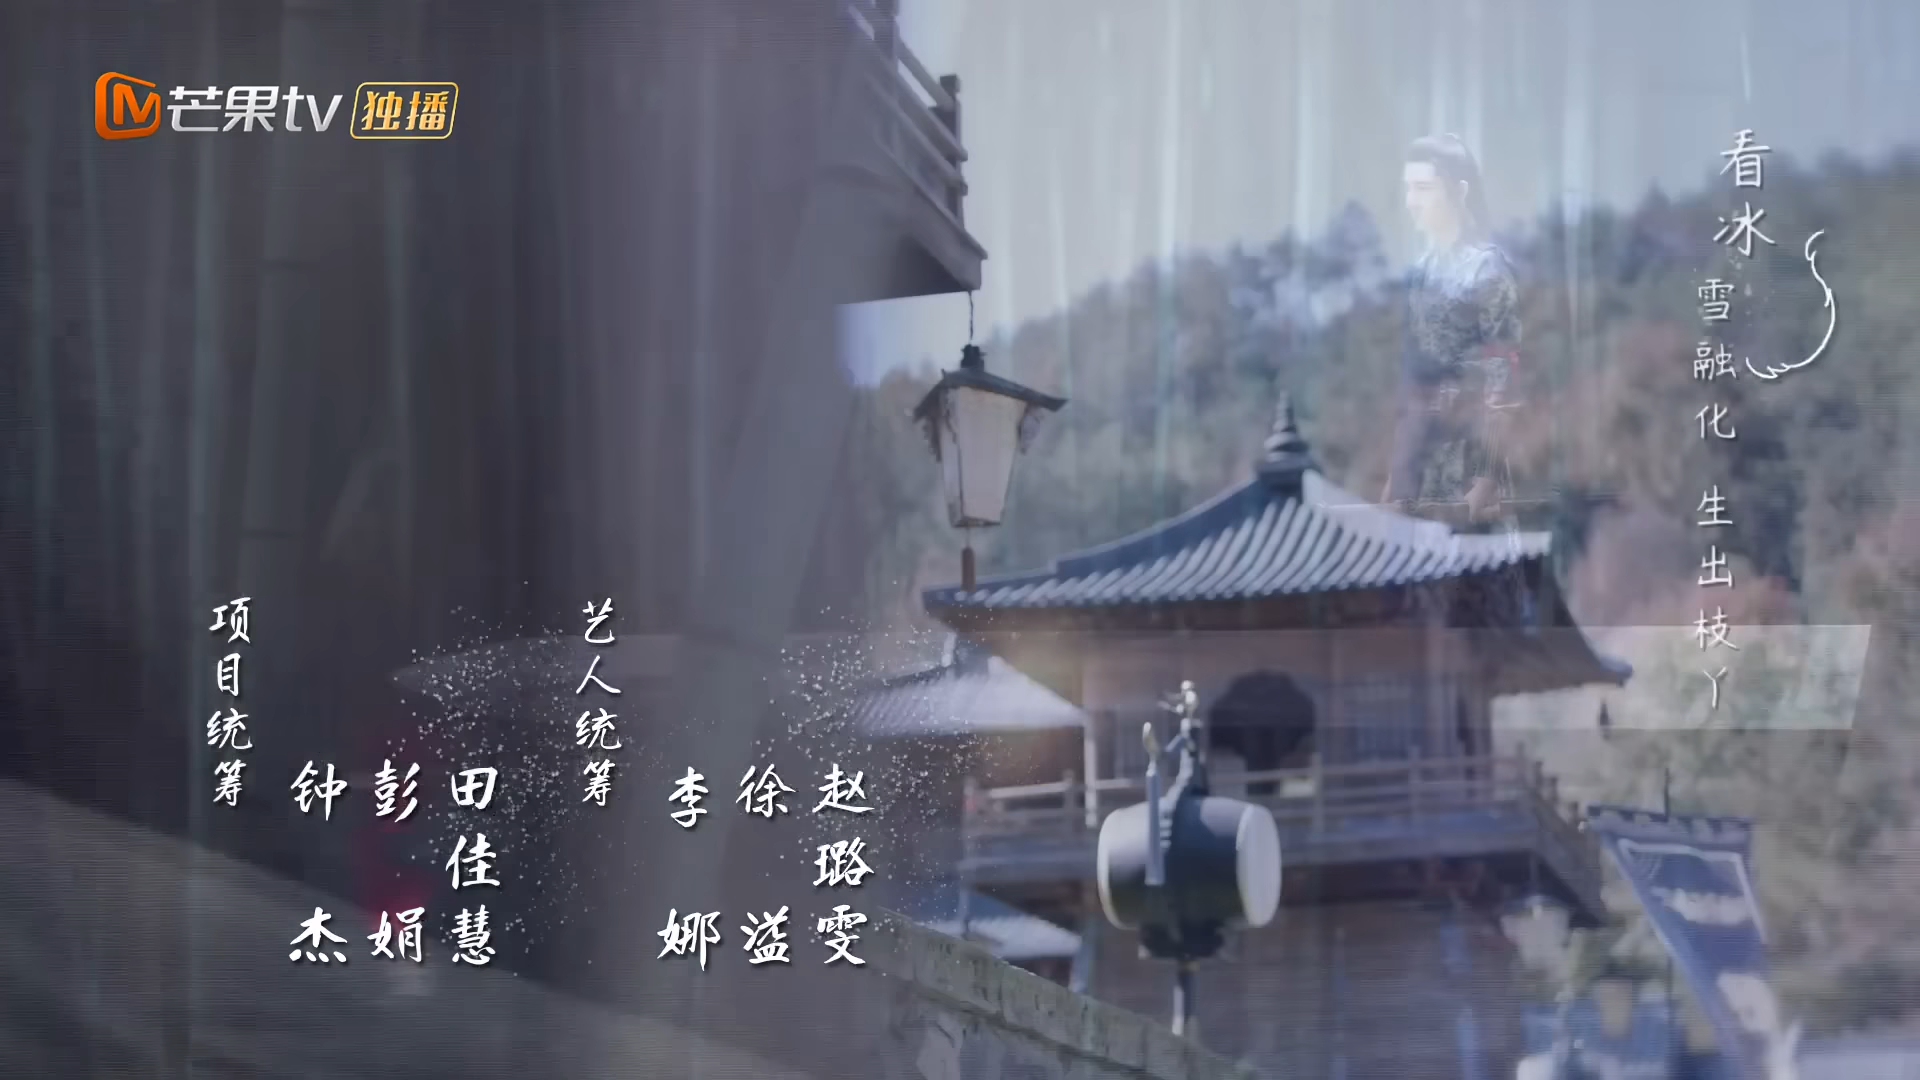 芒果tv 独播
看冰雪融化 生出枝丫
项目统筹
钟杰
彭娟
田佳慧
艺人统筹
李娜
徐溢
赵璐雯